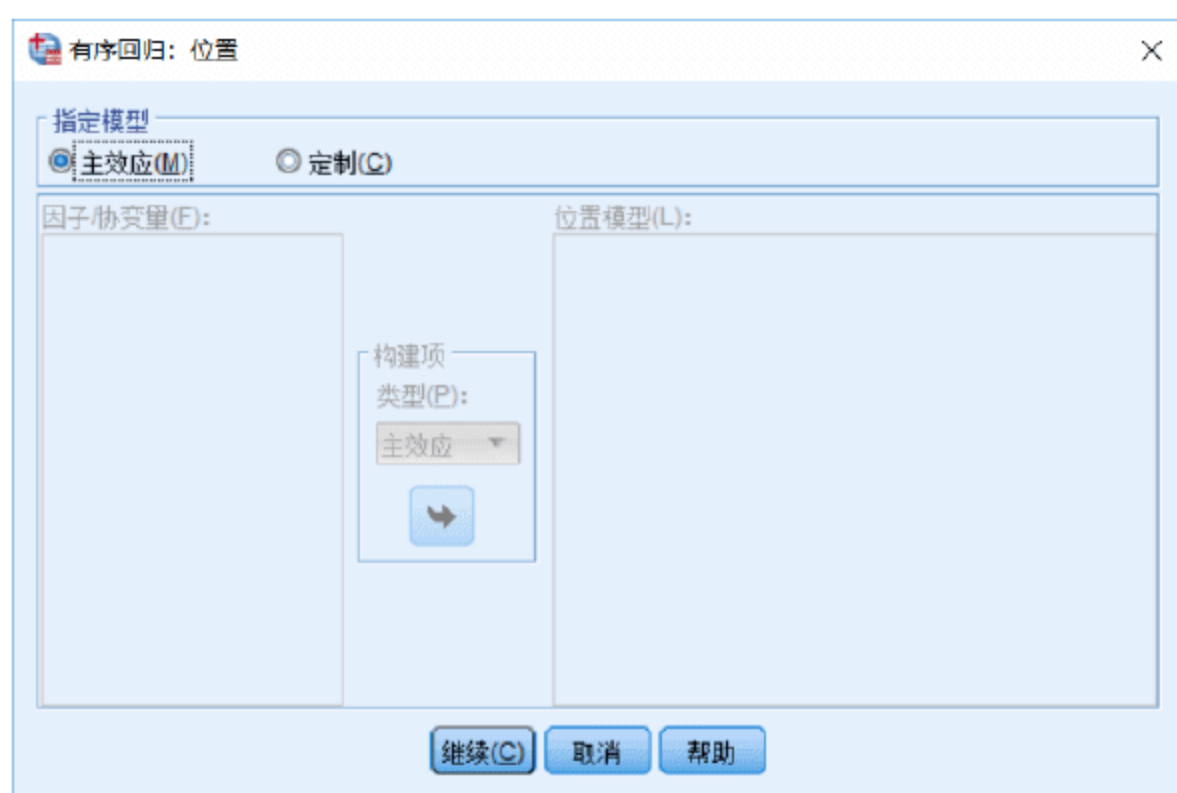 有序回归：位置
指定模型
主效应(M) 定制(C)
因子/协变量(F)： 位置模型(L)：
构建项
类型(P)：
主效应
继续(C) 取消 帮助